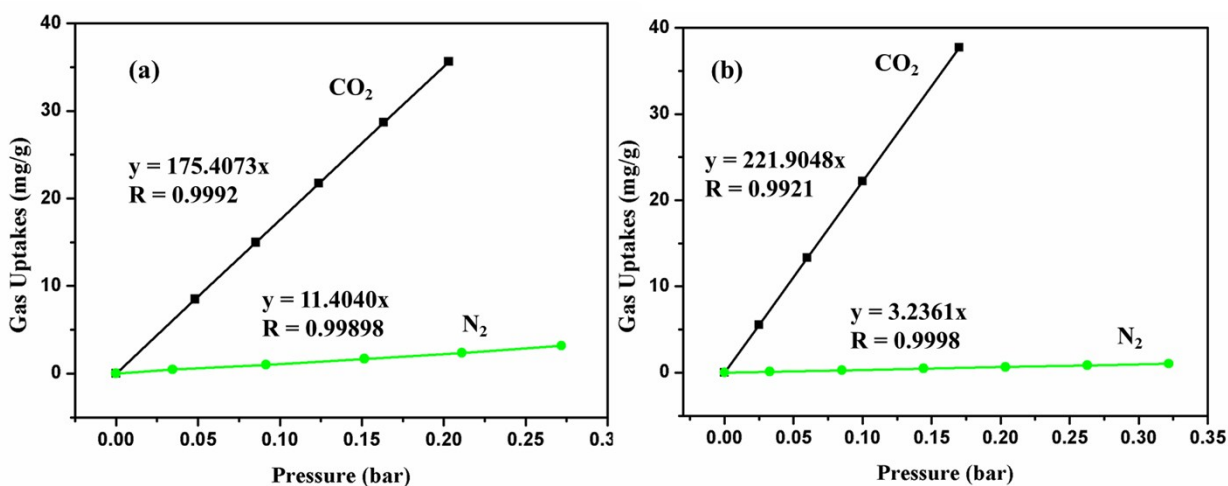 (a)
CO₂
y = 175.4073x
R = 0.9992
y = 11.4040x
R = 0.99898
N₂
Gas Uptakes (mg/g)
40
30
20
10
0
0.00 0.05 0.10 0.15 0.20 0.25 0.3
Pressure (bar)
(b)
CO₂
y = 221.9048x
R = 0.9921
y = 3.2361x
R = 0.9998
N₂
Gas Uptakes (mg/g)
40
30
20
10
0
0.00 0.05 0.10 0.15 0.20 0.25 0.30 0.35
Pressure (bar)